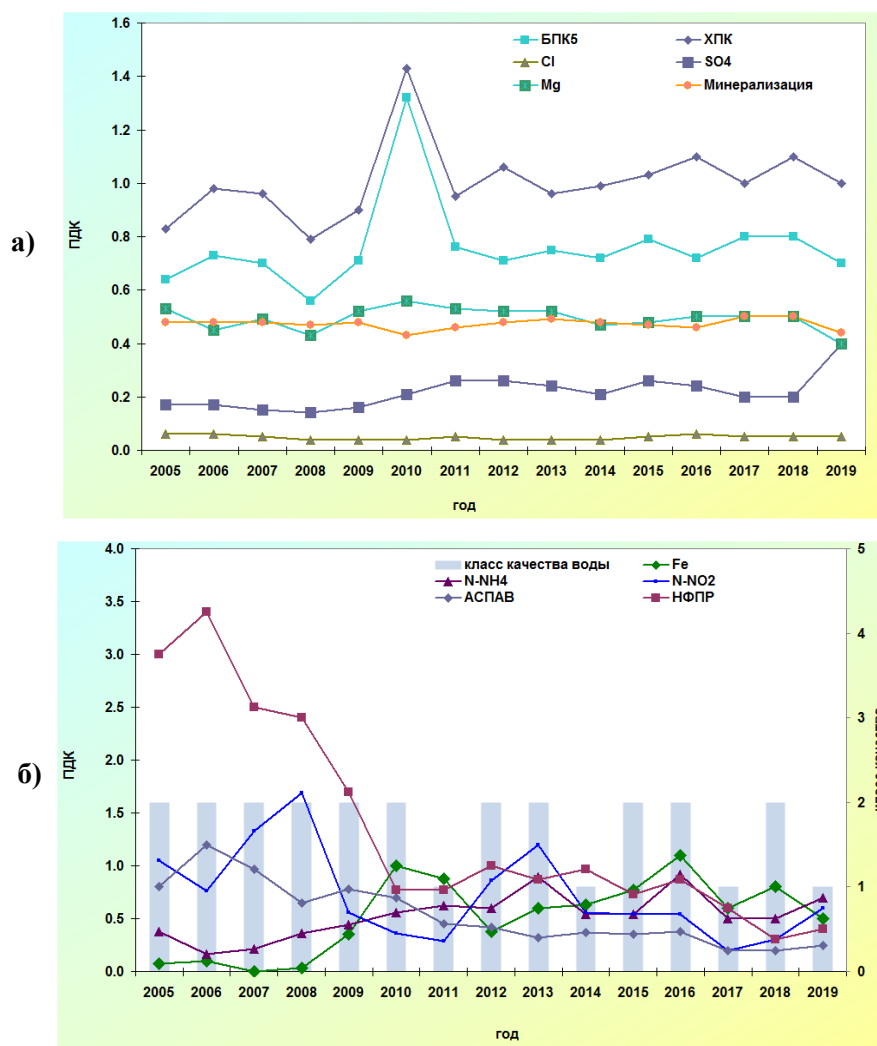 а)
ПДК
1.6
1.4
1.2
1.0
0.8
0.6
0.4
0.2
0.0
БПК5 ХПК
Cl SO4
Mg Минерализация
2005 2006 2007 2008 2009 2010 2011 2012 2013 2014 2015 2016 2017 2018 2019
год
б)
ПДК
4.0
3.5
3.0
2.5
2.0
1.5
1.0
0.5
0.0
класс качества воды Fe
N-NH4 N-NO2
АСПАВ НФПР
5
4
3
2
1
0
класс качества
2005 2006 2007 2008 2009 2010 2011 2012 2013 2014 2015 2016 2017 2018 2019
год